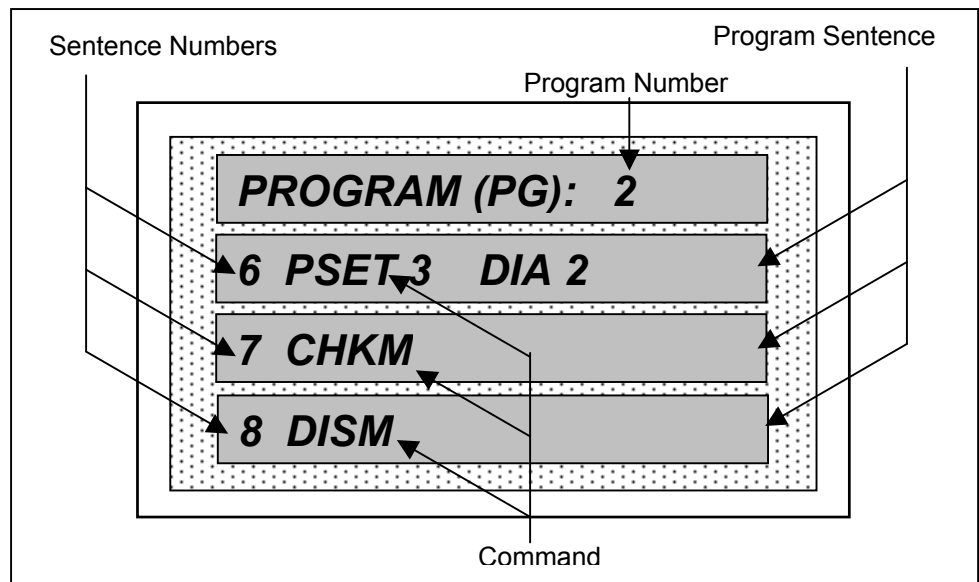 Sentence Numbers
Program Sentence
Program Number
PROGRAM (PG): 2
6 PSET 3 DIA 2
7 CHKM
8 DISM
Command